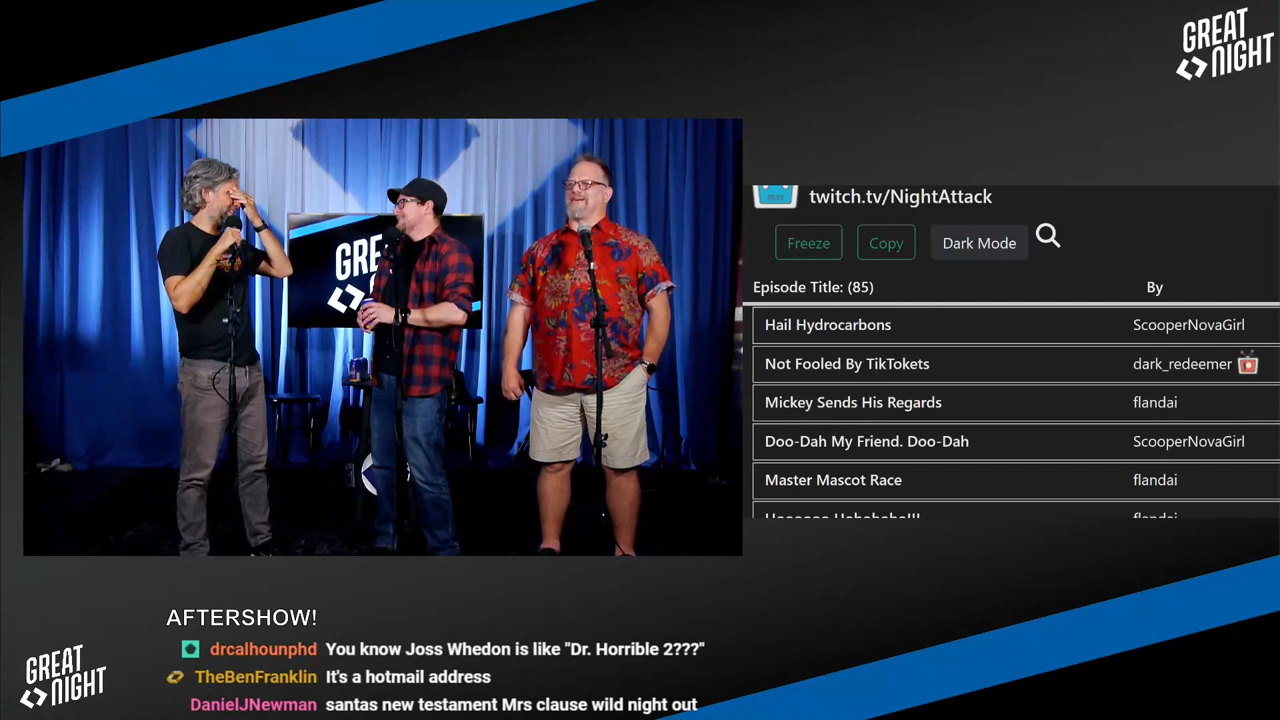 GREAT
NIGHT
GREA
twitch.tv/NightAttack
Freeze
Copy
Dark Mode
Episode Title: (85)
By
Hail Hydrocarbons
ScooperNovaGirl
Not Fooled By TikTokets
dark_redeemer
Mickey Sends His Regards
flandai
Doo-Dah My Friend. Doo-Dah
ScooperNovaGirl
Master Mascot Race
flandai
flandai
AFTERSHOW!
drcalhounphd You know Joss Whedon is like "Dr. Horrible 2????"
TheBenFranklin It's a hotmail address
DanielJNewman santas new testament Mrs clause wild night out
GREAT
NIGHT